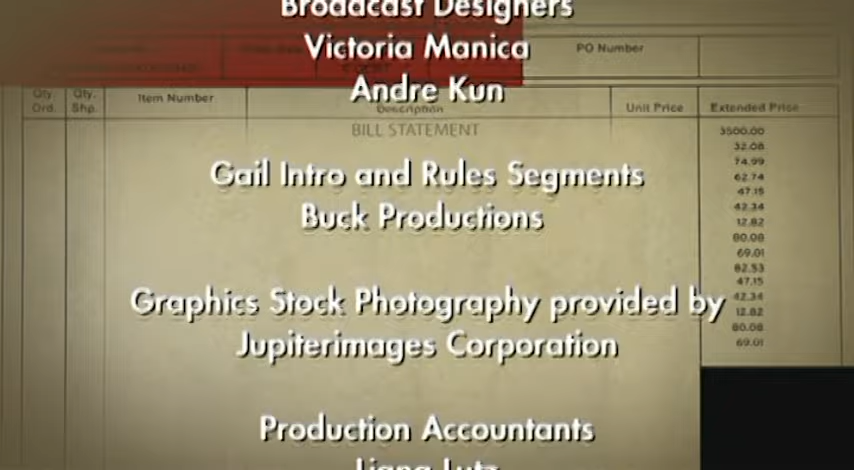 Broadcast Designers
Victoria Manica
PO Number
Andre Kun
Qty. Ord.
Qty. Shp.
Item Number
Description
Unit Price
Extended Price
BILL STATEMENT
3500.00
32.08
74.99
Gail Intro and Rules Segments
62.74
47.15
42.34
Buck Productions
12.82
80.08
69.01
82.53
47.15
Graphics Stock Photography provided by
42.34
12.82
80.08
Jupiterimages Corporation
69.01
Production Accountants
Liana Lutz